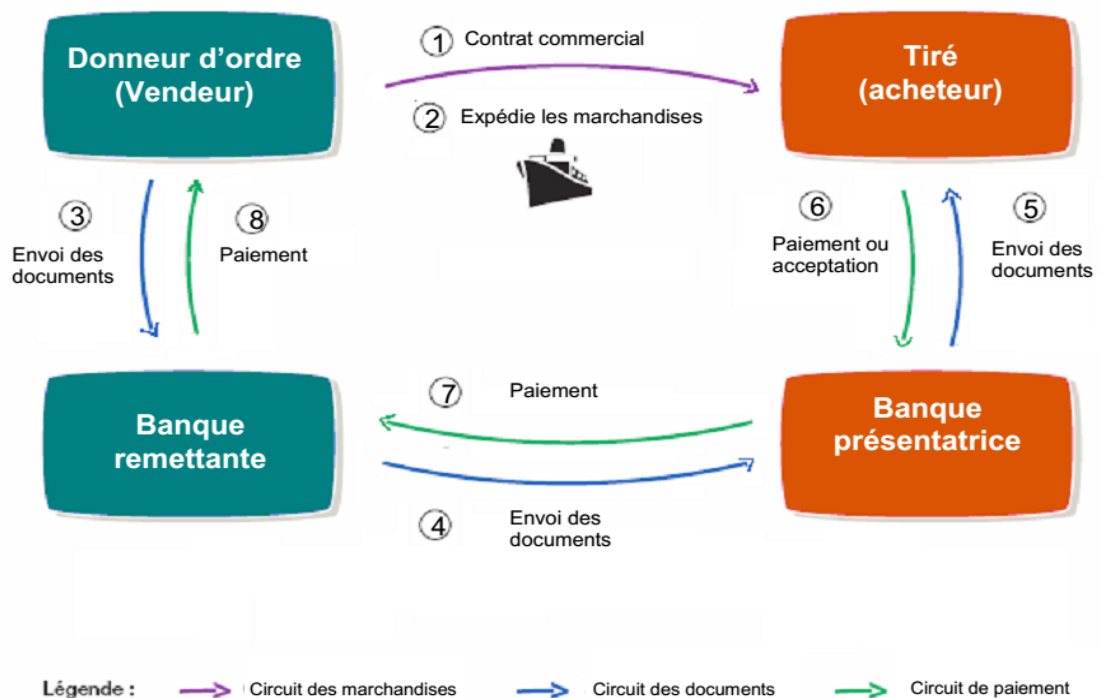 Donneur d'ordre
(Vendeur)
1 Contrat commercial
2 Expédie les marchandises
Tiré
(acheteur)
3
Envoi des
documents
8
Paiement
6
Paiement ou
acceptation
5
Envoi des
documents
Banque
remettante
7 Paiement
4 Envoi des
documents
Banque
présentatrice
Légende :
Circuit des marchandises
Circuit des documents
Circuit de paiement